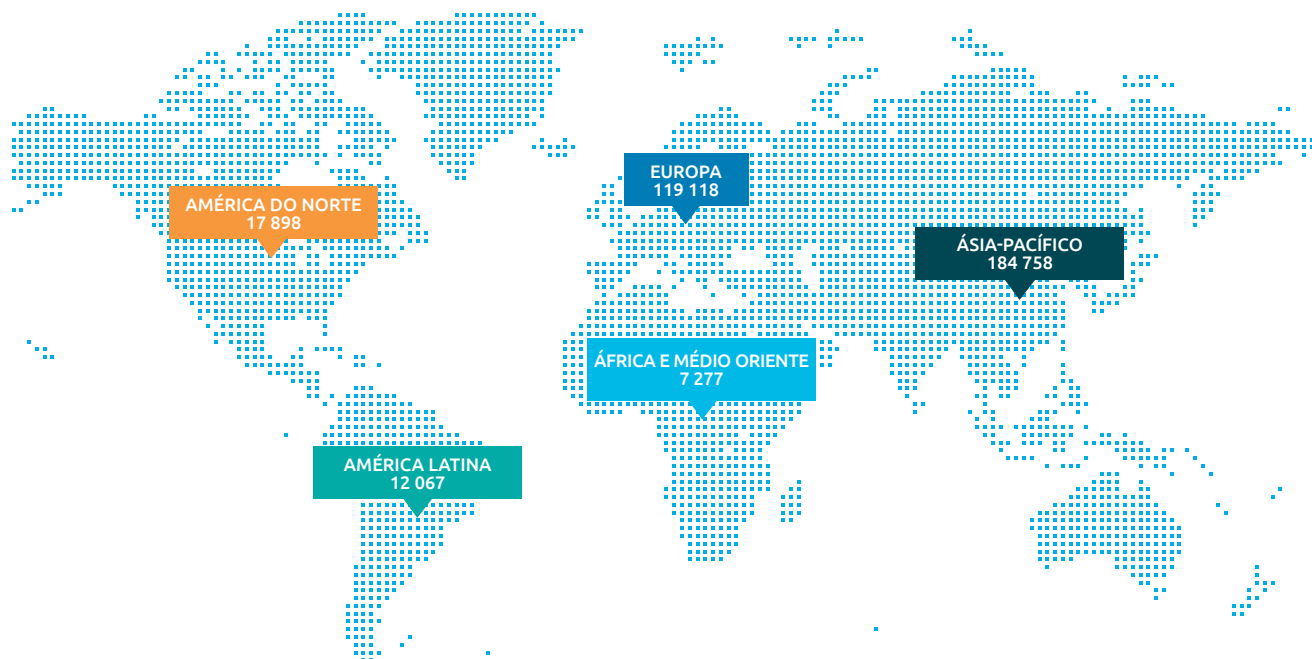 EUROPA
119 118
AMÉRICA DO NORTE
17 898
ÁSIA-PACÍFICO
184 758
ÁFRICA E MÉDIO ORIENTE
7 277
AMÉRICA LATINA
12 067